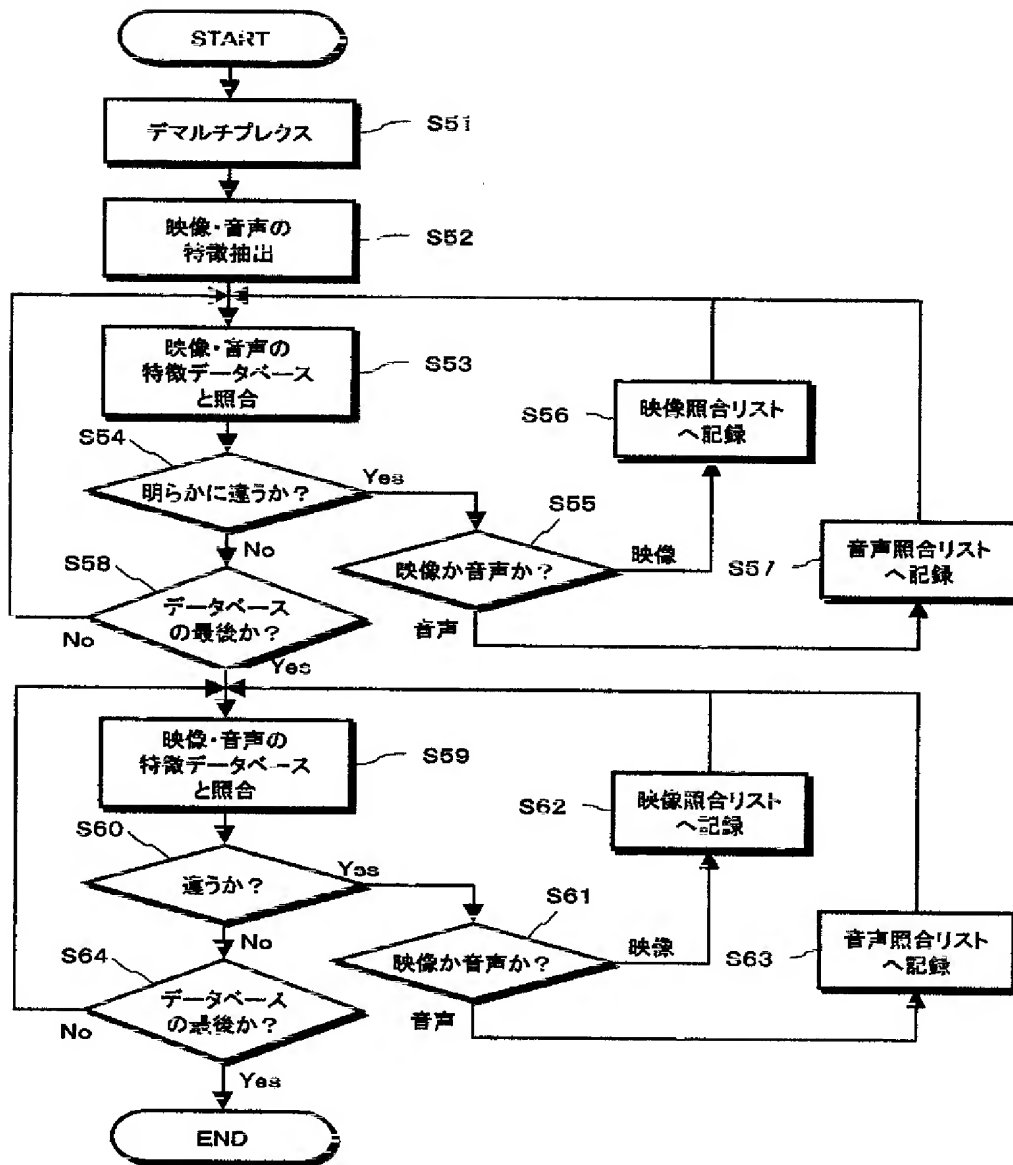 START
デマルチプレクス
S51
映像・音声の
特徴抽出
S52
映像・音声の
特徴データベース
と照合
S53
S54
明らかに違うか？
Yes
No
S55
映像か音声か？
映像
音声
S56
映像照合リスト
へ記録
S57
音声照合リスト
へ記録
S58
データベース
の最後か？
No
Yes
映像・音声の
特徴データベース
と照合
S59
S60
違うか？
Yes
No
S61
映像か音声か？
映像
音声
S62
映像照合リスト
へ記録
S63
音声照合リスト
へ記録
S64
データベース
の最後か？
No
Yes
END